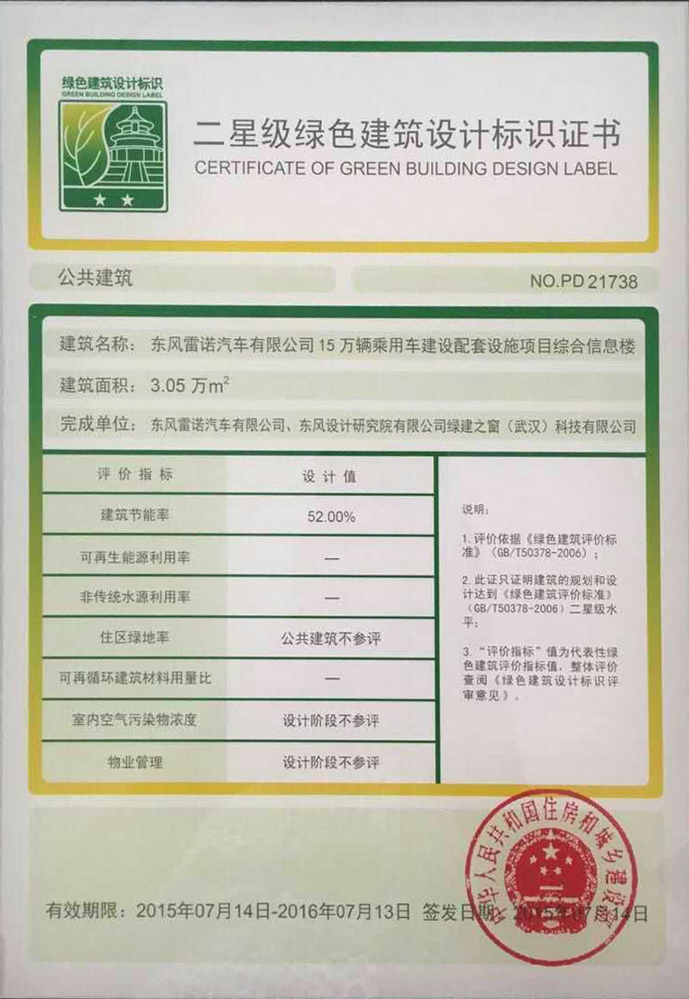 绿色建筑设计标识
GREEN BUILDING DESIGN LABEL
二星级绿色建筑设计标识证书
CERTIFICATE OF GREEN BUILDING DESIGN LABEL
公共建筑
NO.PD21738
建筑名称：东风雷诺汽车有限公司15万辆乘用车建设配套设施项目综合信息楼
建筑面积：3.05万m²
完成单位：东风雷诺汽车有限公司、东风设计研究院有限公司绿建之窗（武汉）科技有限公司
评价指标 设计值
建筑节能率 52.00%
可再生能源利用率 —
非传统水源利用率 —
住区绿地率 公共建筑不参评
可再循环建筑材料用量比 —
室内空气污染物浓度 设计阶段不参评
物业管理 设计阶段不参评
说明：
1.评价依据《绿色建筑评价标
准》（GB/T50378-2006）；
2.此证只证明建筑的规划和设
计达到《绿色建筑评价标准》
（GB/T50378-2006）二星级水
平；
3.“评价指标”值为代表性绿
色建筑评价指标值，整体评价
查阅《绿色建筑设计标识评
审意见》。
中华人民共和国住房和城乡建设部
有效期限：2015年07月14日-2016年07月13日 签发日期：2015年07月14日